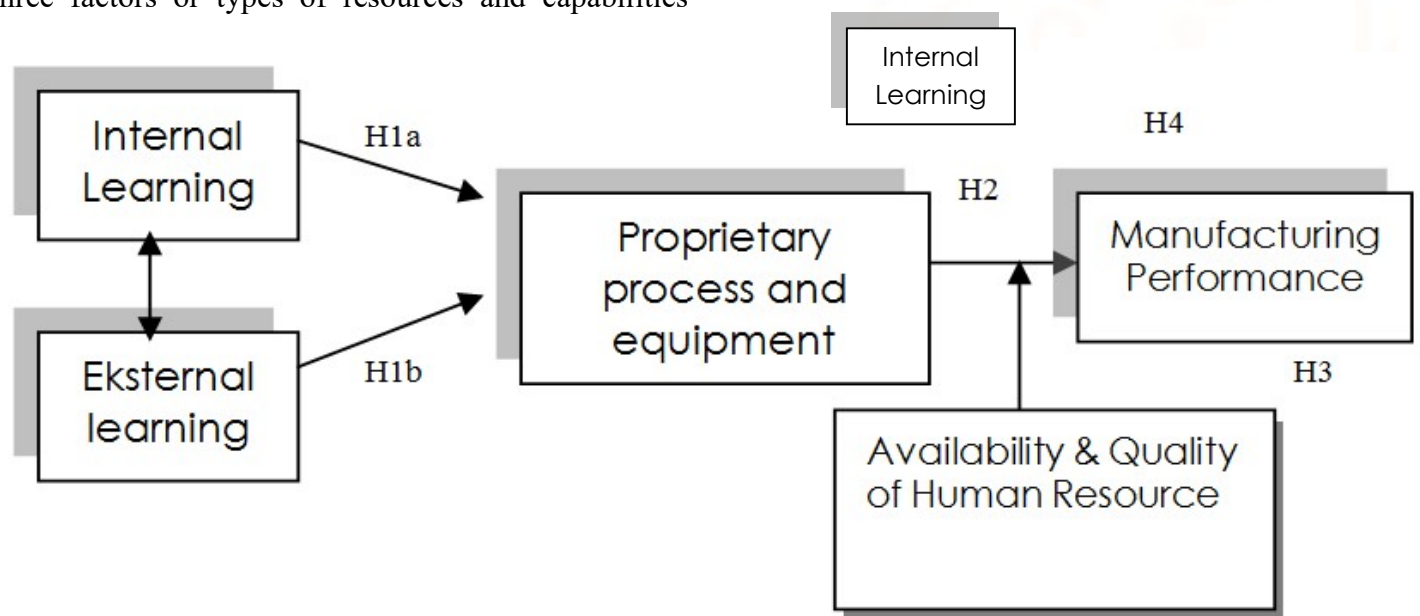 three factors or types of resources and capabilities
Internal
Learning
H4
Internal
Learning
H1a
H2
Proprietary
process and
equipment
Manufacturing
Performance
Eksternal
learning
H1b
H3
Availability & Quality
of Human Resource